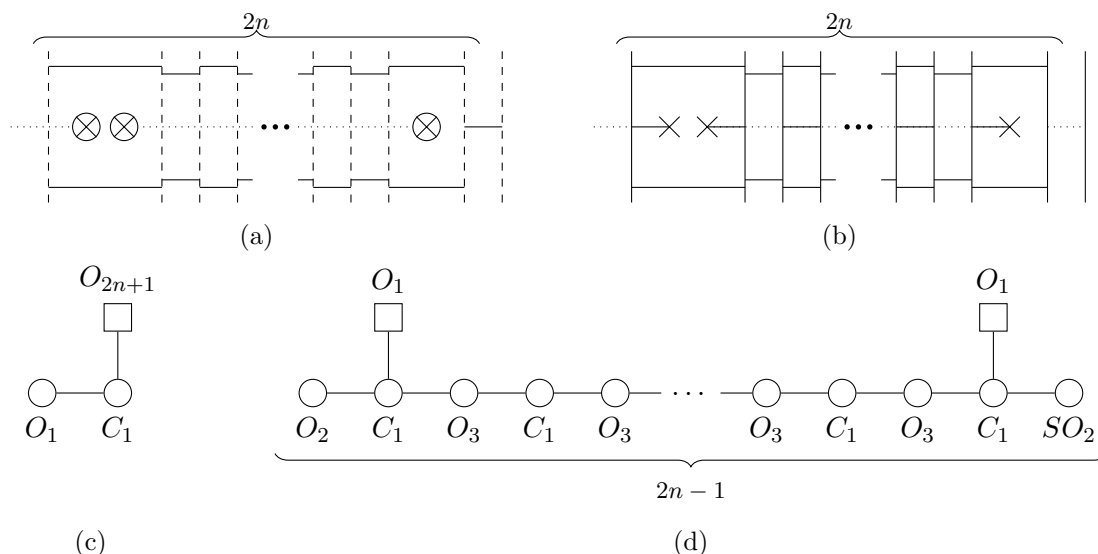 2n 2n
(a) (b)
O_{2n+1} O_1 O_1
O_1 C_1 O_2 C_1 O_3 C_1 O_3 ⋯ O_3 C_1 O_3 C_1 SO_2
2n − 1
(c) (d)